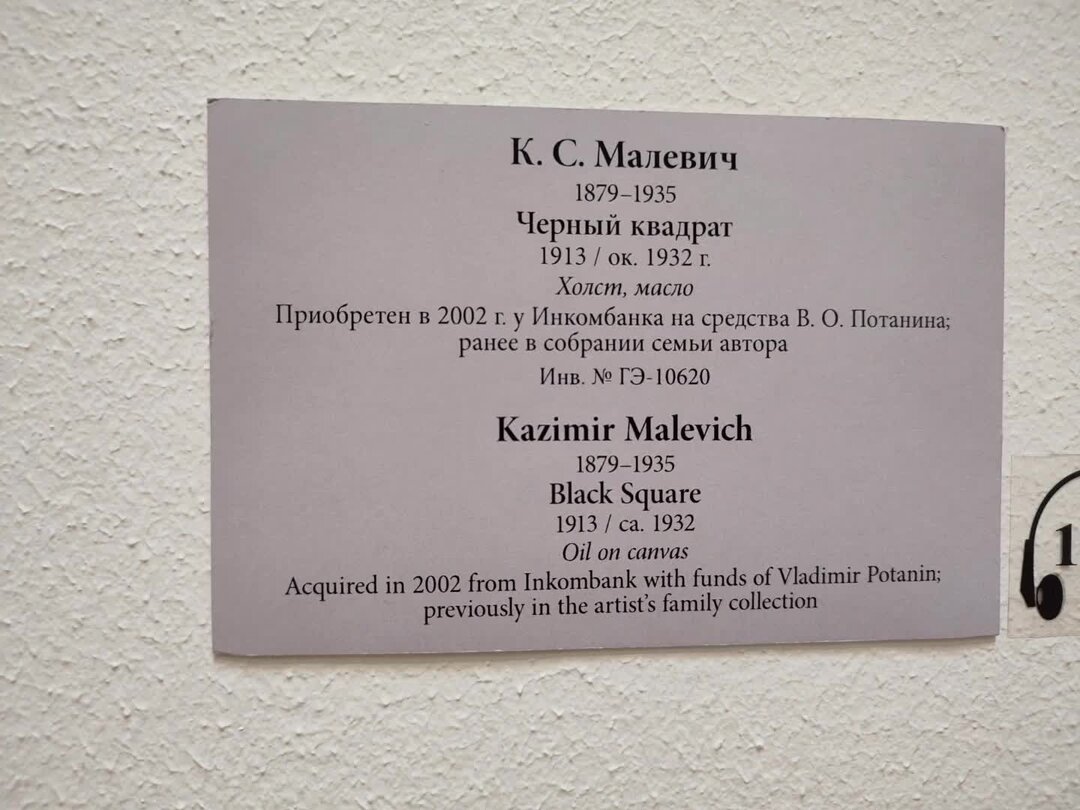 К. С. Малевич
1879–1935
Черный квадрат
1913 / ок. 1932 г.
Холст, масло
Приобретен в 2002 г. у Инкомбанка на средства В. О. Потанина;
ранее в собрании семьи автора
Инв. № ГЭ-10620
Kazimir Malevich
1879–1935
Black Square
1913 / ca. 1932
Oil on canvas
Acquired in 2002 from Inkombank with funds of Vladimir Potanin;
previously in the artist's family collection